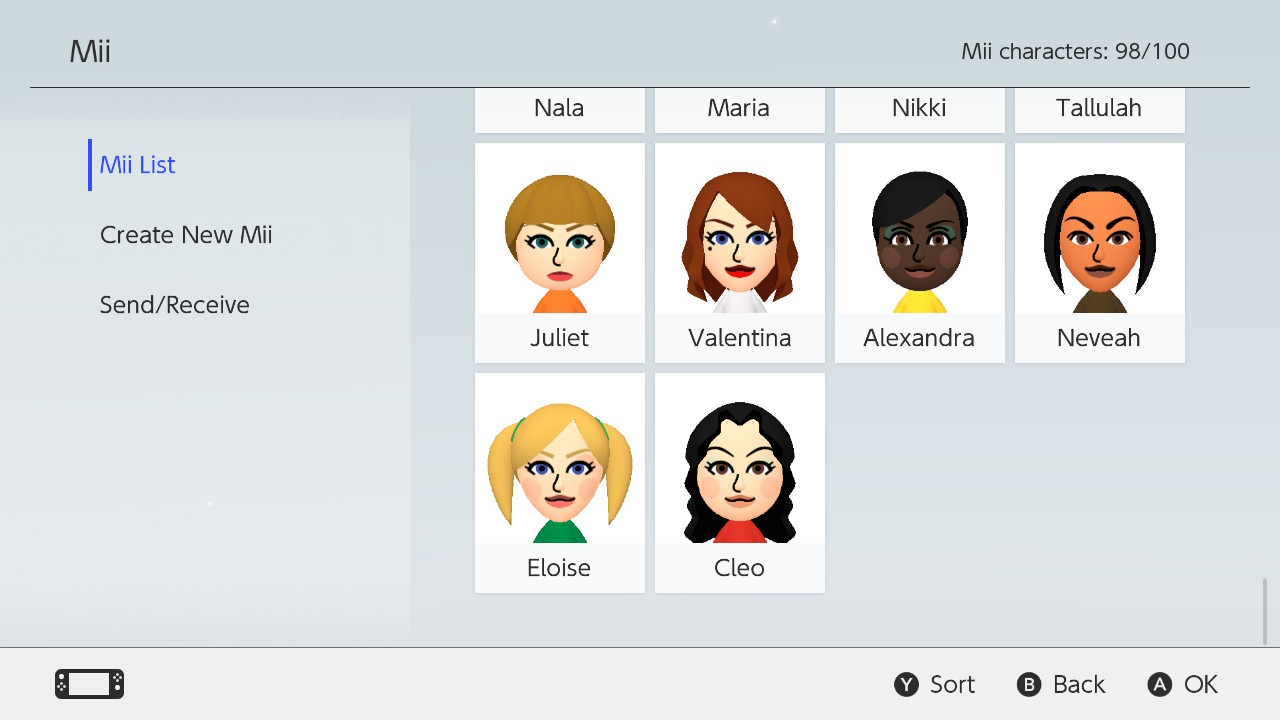 Mii
Mii characters: 98/100
Mii List
Create New Mii
Send/Receive
Nala
Maria
Nikki
Tallulah
Juliet
Valentina
Alexandra
Neveah
Eloise
Cleo
Y Sort
B Back
A OK